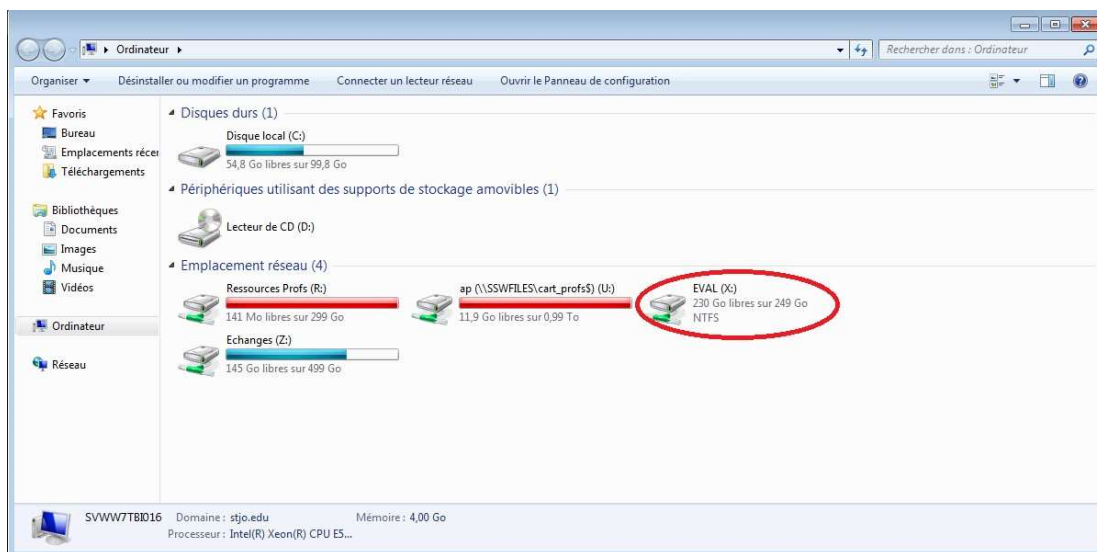 Ordinateur
Rechercher dans : Ordinateur
Organiser Désinstaller ou modifier un programme Connecter un lecteur réseau Ouvrir le Panneau de configuration
Favoris
Bureau
Emplacements récer
Téléchargements
Bibliothèques
Documents
Images
Musique
Vidéos
Ordinateur
Réseau
Disques durs (1)
Disque local (C:)
54,8 Go libres sur 99,8 Go
Périphériques utilisant des supports de stockage amovibles (1)
Lecteur de CD (D:)
Emplacement réseau (4)
Ressources Profs (R:)
141 Mo libres sur 299 Go
ap (\\SSWFILES\cart_profs$) (U:)
11,9 Go libres sur 0,99 To
EVAL (X:)
230 Go libres sur 249 Go
NTFS
Echanges (Z:)
145 Go libres sur 499 Go
SVWW7TBI016 Domaine : stjo.edu Mémoire : 4,00 Go
Processeur : Intel(R) Xeon(R) CPU E5...